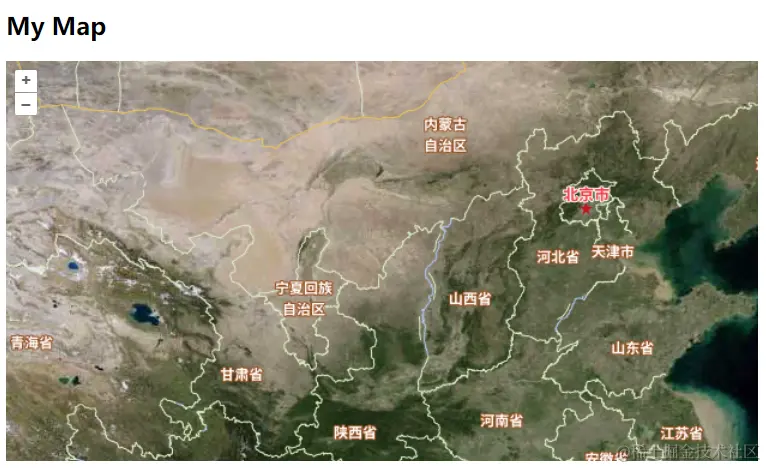 My Map
+
−
内蒙古
自治区
北京市
河北省
天津市
宁夏回族
自治区
山西省
青海省
山东省
甘肃省
河南省
陕西省
江苏省
安徽省
@稀土掘金技术社区